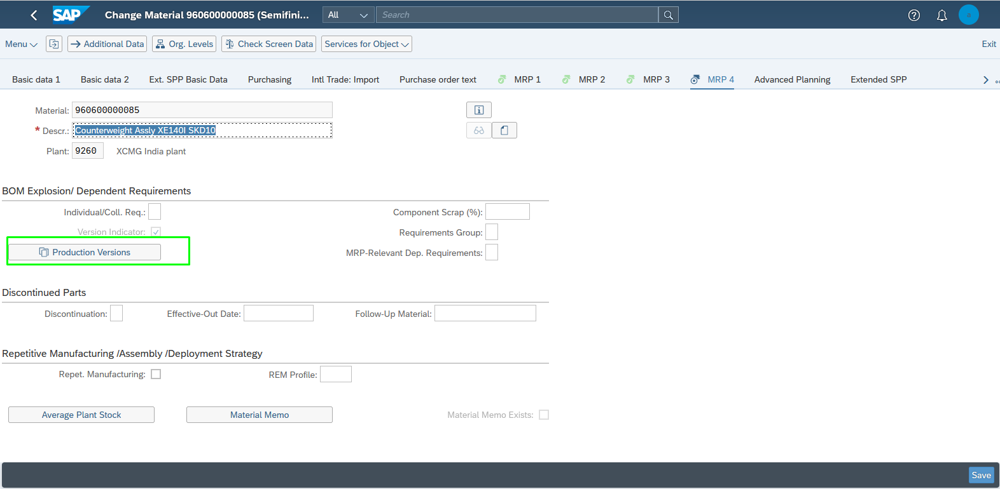 SAP Change Material 960600000085 (Semifini... All Search
Menu Additional Data Org. Levels Check Screen Data Services for Object Exit
Basic data 1 Basic data 2 Ext. SPP Basic Data Purchasing Intl Trade: Import Purchase order text MRP 1 MRP 2 MRP 3 MRP 4 Advanced Planning Extended SPP
Material: 960600000085
* Descr.: Counterweight Assly XE140I SKD10
Plant: 9260 XCMG India plant
BOM Explosion/ Dependent Requirements
Individual/Coll. Req.: Component Scrap (%):
Version Indicator: Requirements Group:
Production Versions MRP-Relevant Dep. Requirements:
Discontinued Parts
Discontinuation: Effective-Out Date: Follow-Up Material:
Repetitive Manufacturing /Assembly /Deployment Strategy
Repet. Manufacturing: REM Profile:
Average Plant Stock Material Memo Material Memo Exists:
Save